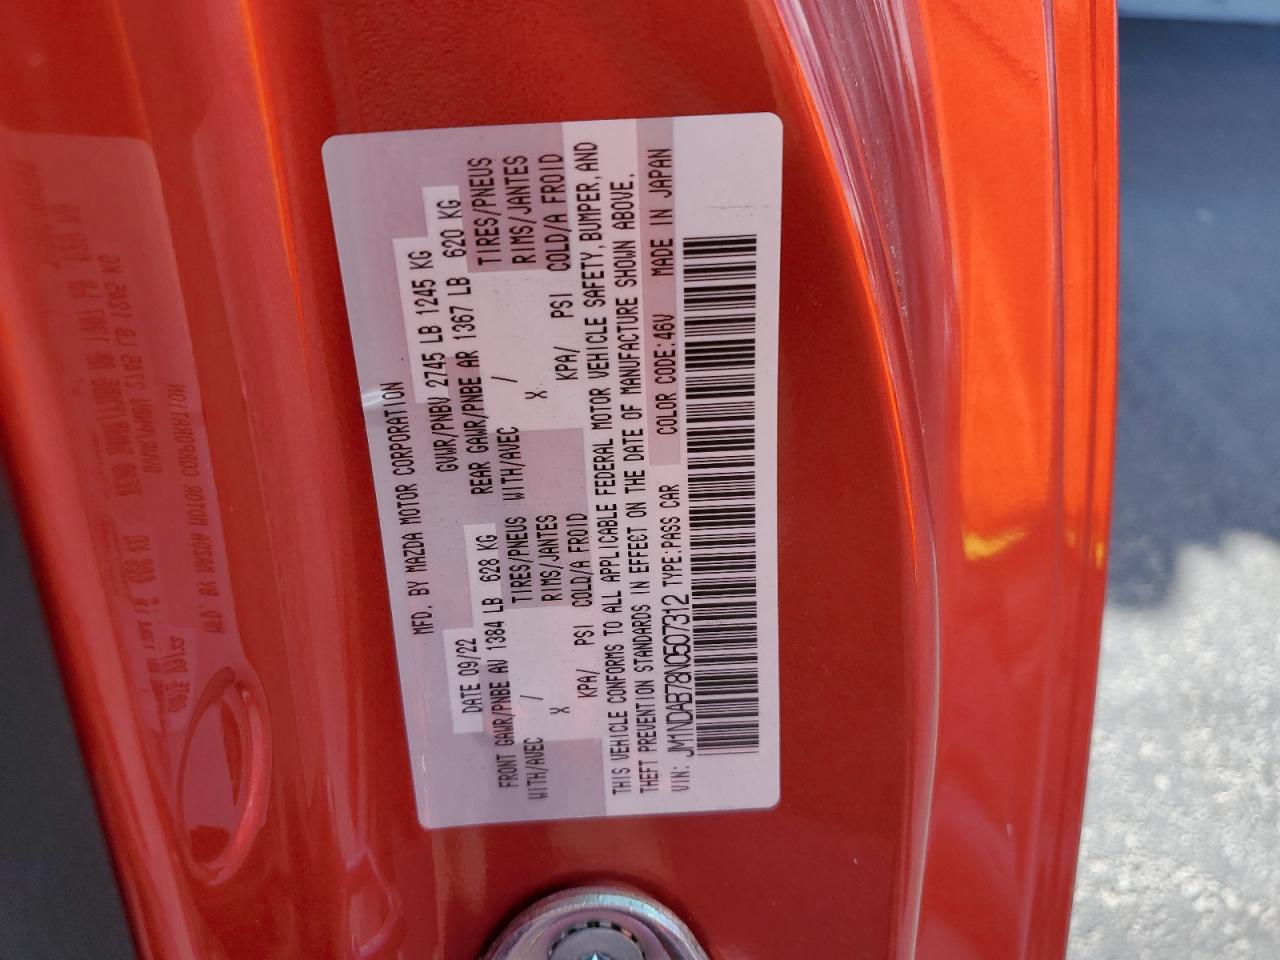 MFD. BY MAZDA MOTOR CORPORATION
DATE 09/22 GVWR/PNBV 2745 LB 1245 KG
FRONT GAWR/PNBE AV 1384 LB 628 KG REAR GAWR/PNBE AR 1367 LB 620 KG
WITH/AVEC TIRES/PNEUS WITH/AVEC TIRES/PNEUS
/ RIMS/JANTES / RIMS/JANTES
X KPA/ PSI COLD/A FROID X KPA/ PSI COLD/A FROID
THIS VEHICLE CONFORMS TO ALL APPLICABLE FEDERAL MOTOR VEHICLE SAFETY, BUMPER, AND
THEFT PREVENTION STANDARDS IN EFFECT ON THE DATE OF MANUFACTURE SHOWN ABOVE.
VIN: JM1NDAB78N0507312 TYPE:PASS CAR COLOR CODE:46V MADE IN JAPAN